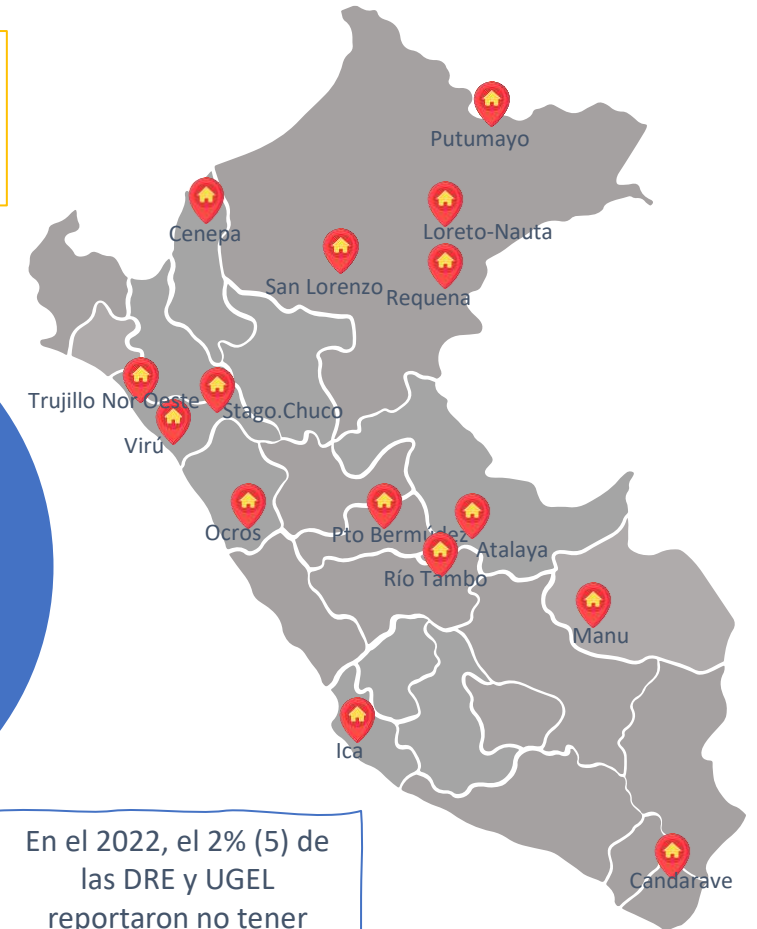 Putumayo
Cenepa
Loreto-Nauta
San Lorenzo
Requena
Trujillo Nor Oeste
Stago.Chuco
Virú
Ocros
Pto Bermúdez
Atalaya
Río Tambo
Manu
Ica
En el 2022, el 2% (5) de
las DRE y UGEL
reportaron no tener
Candarave